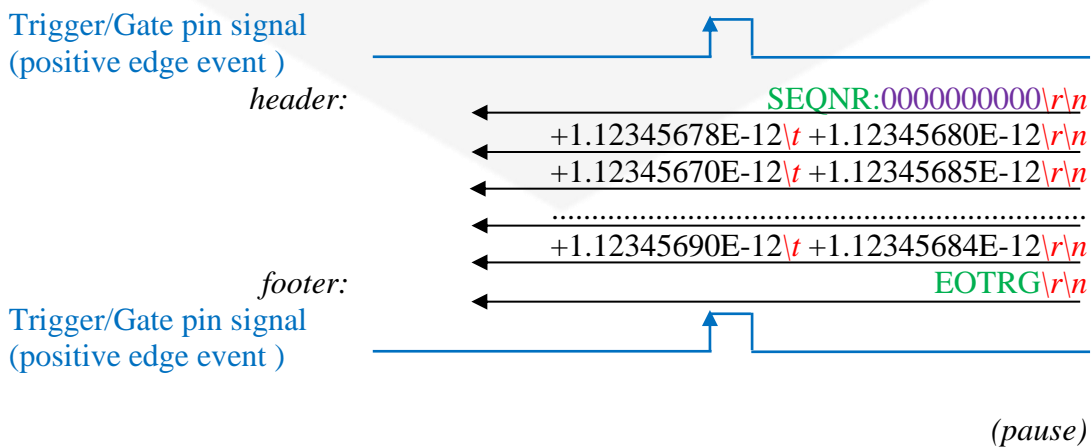 Trigger/Gate pin signal
(positive edge event )
header: SEQNR:0000000000\r\n
+1.12345678E-12\t +1.12345680E-12\r\n
+1.12345670E-12\t +1.12345685E-12\r\n
...................................................................
+1.12345690E-12\t +1.12345684E-12\r\n
footer: EOTRG\r\n
Trigger/Gate pin signal
(positive edge event )
(pause)